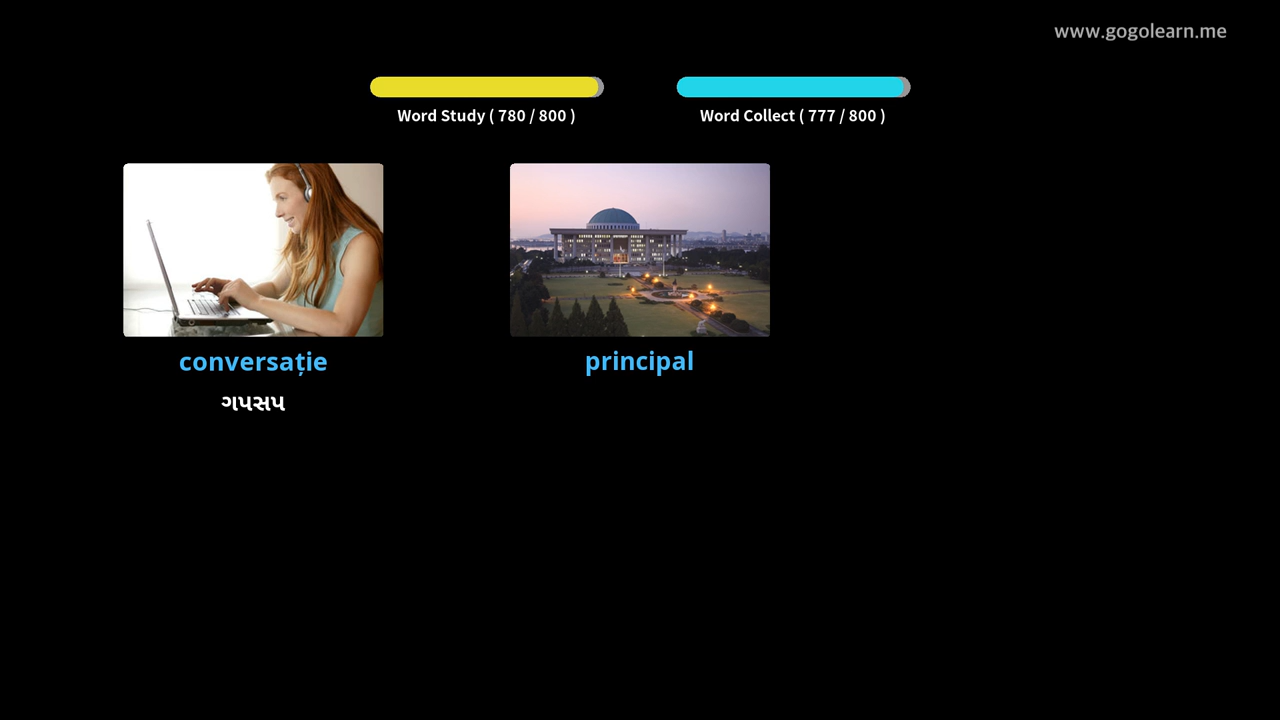 www.gogolearn.me
Word Study ( 780 / 800 )
Word Collect ( 777 / 800 )
conversație
principal
ગપસપ